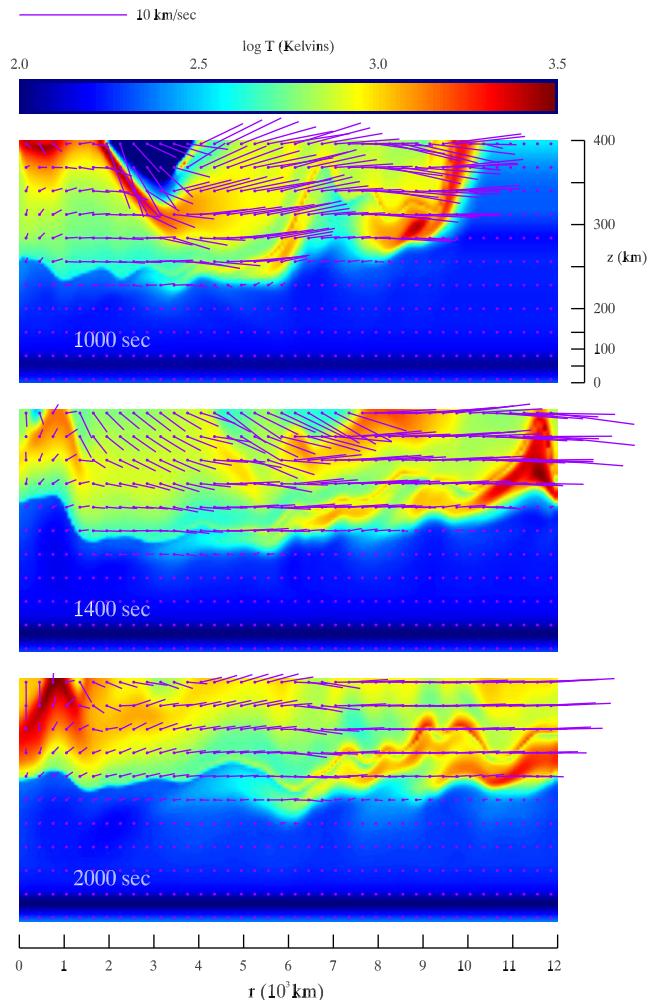 10 km/sec
log T (Kelvins)
2.0 2.5 3.0 3.5
400
300
z (km)
200
1000 sec
100
0
1400 sec
2000 sec
0 1 2 3 4 5 6 7 8 9 10 11 12
r (10³km)